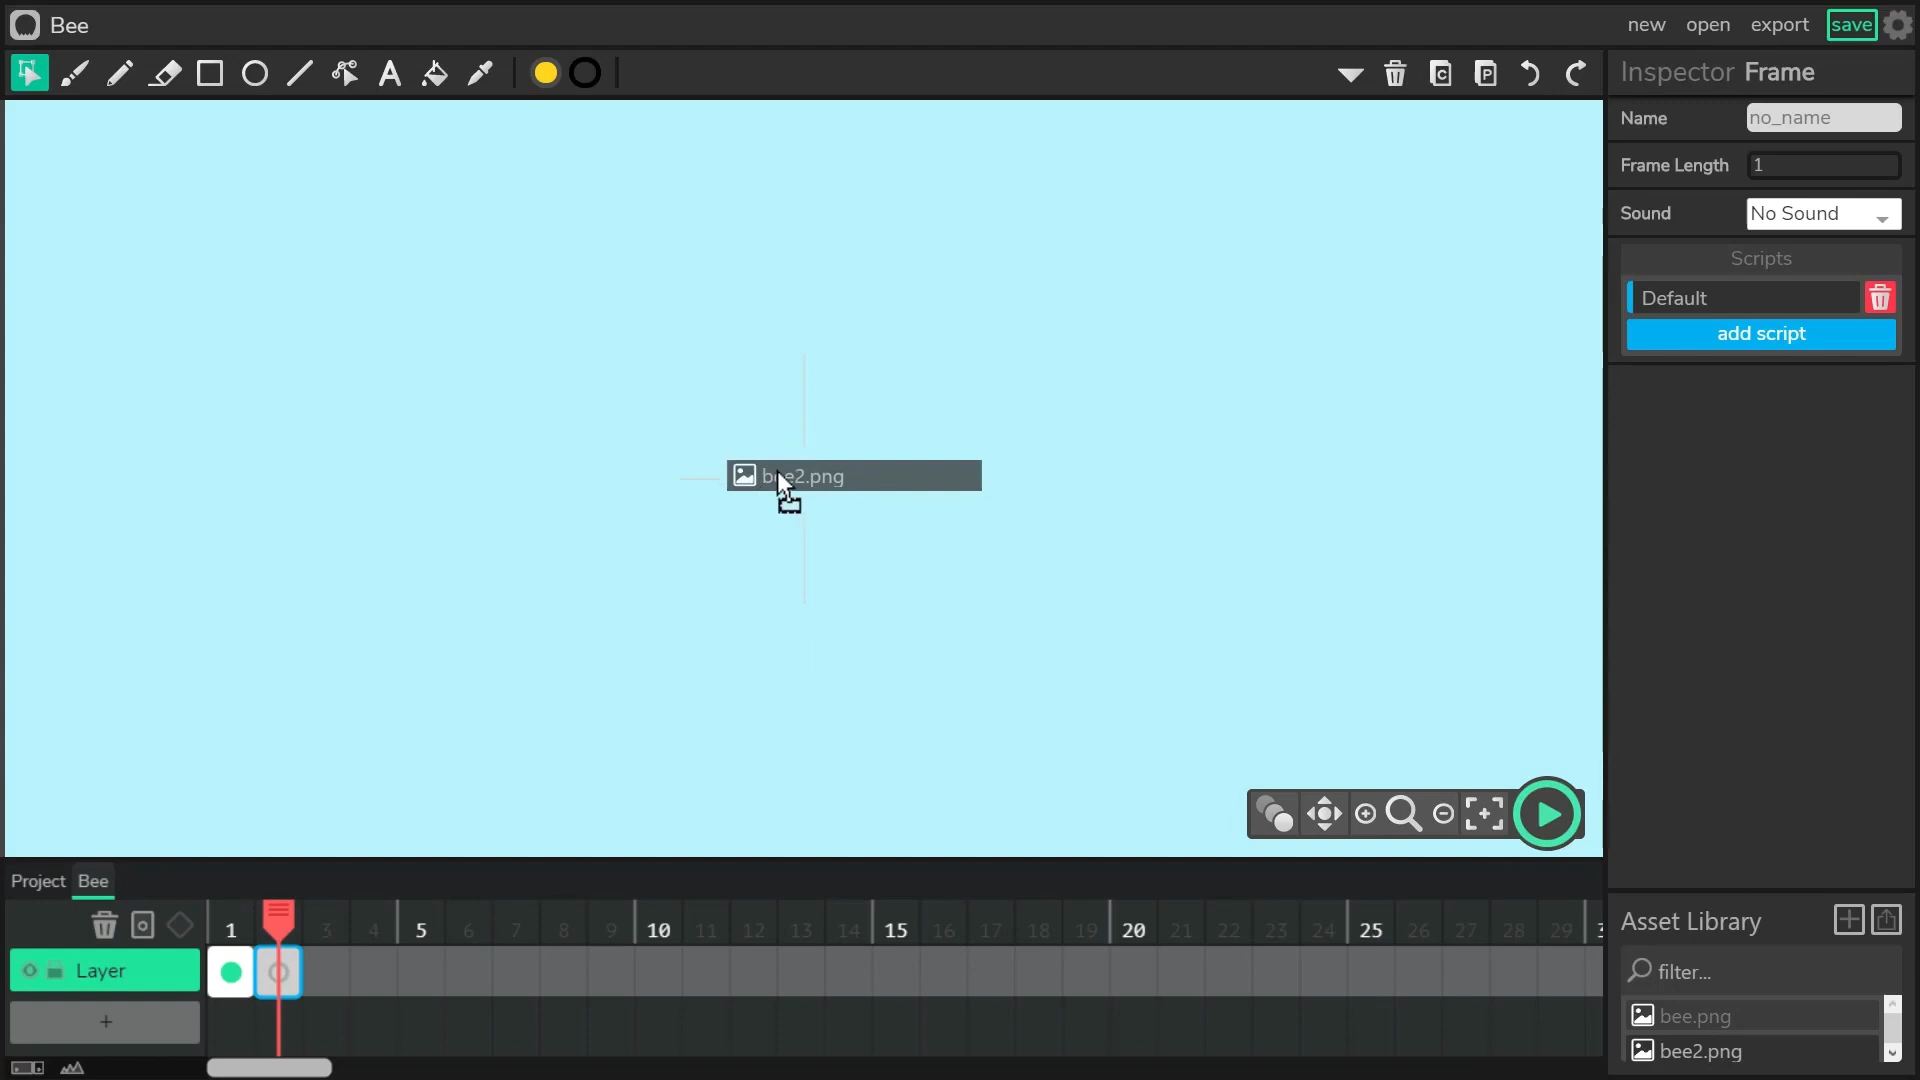 Bee
new open export save
Inspector Frame
Name no_name
Frame Length 1
Sound No Sound
Scripts
Default
add script
bee2.png
Project Bee
1 3 4 5 6 7 8 9 10 11 12 13 14 15 16 17 18 19 20 21 22 23 24 25 26 27 28 29
Layer
+
Asset Library
filter...
bee.png
bee2.png